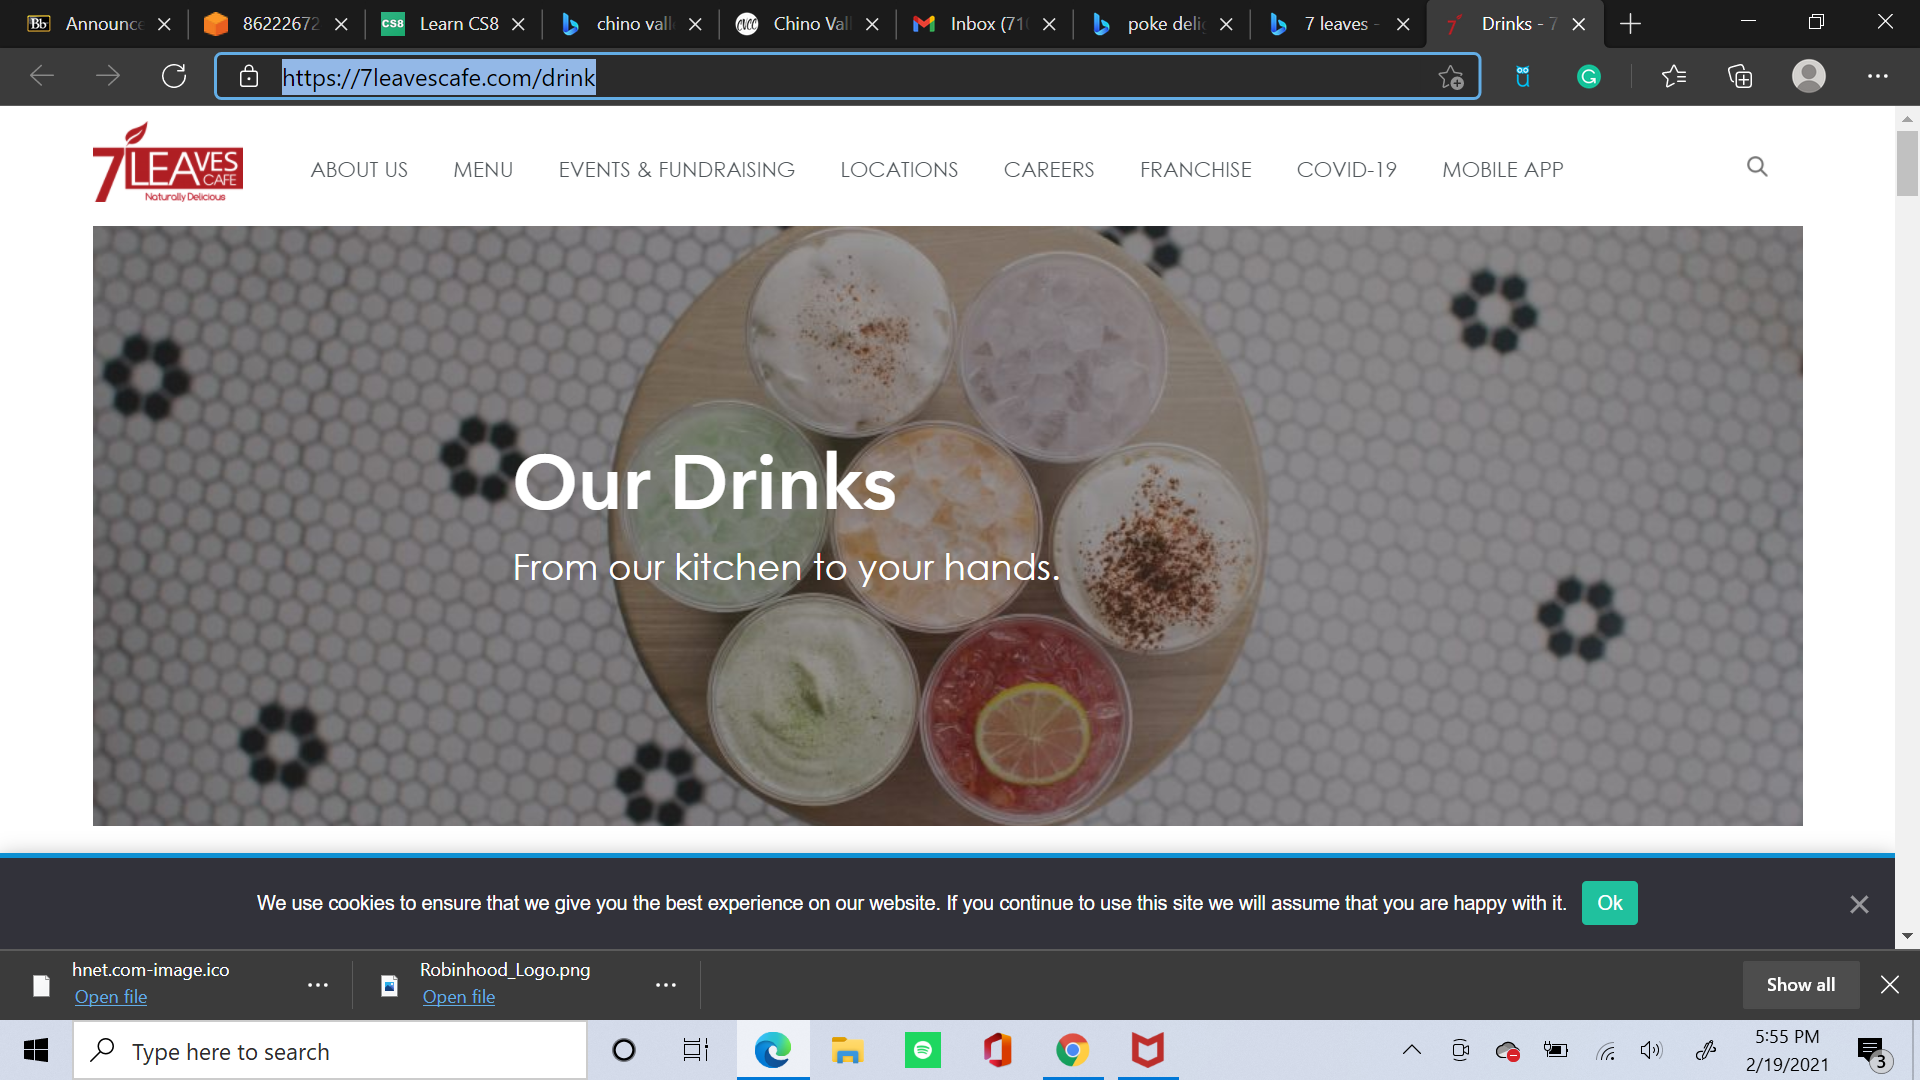 Bb Announce
86222672
CS8 Learn CS8
chino vall
CVCC Chino Vall
Inbox (710
poke deli
7 leaves -
7 Drinks - 7
https://7leavescafe.com/drink
7 LEAVES
CAFE
Naturally Delicious
ABOUT US MENU EVENTS & FUNDRAISING LOCATIONS CAREERS FRANCHISE COVID-19 MOBILE APP
Our Drinks
From our kitchen to your hands.
We use cookies to ensure that we give you the best experience on our website. If you continue to use this site we will assume that you are happy with it. Ok
hnet.com-image.ico
Open file
Robinhood_Logo.png
Open file
Show all
Type here to search
5:55 PM
2/19/2021
3